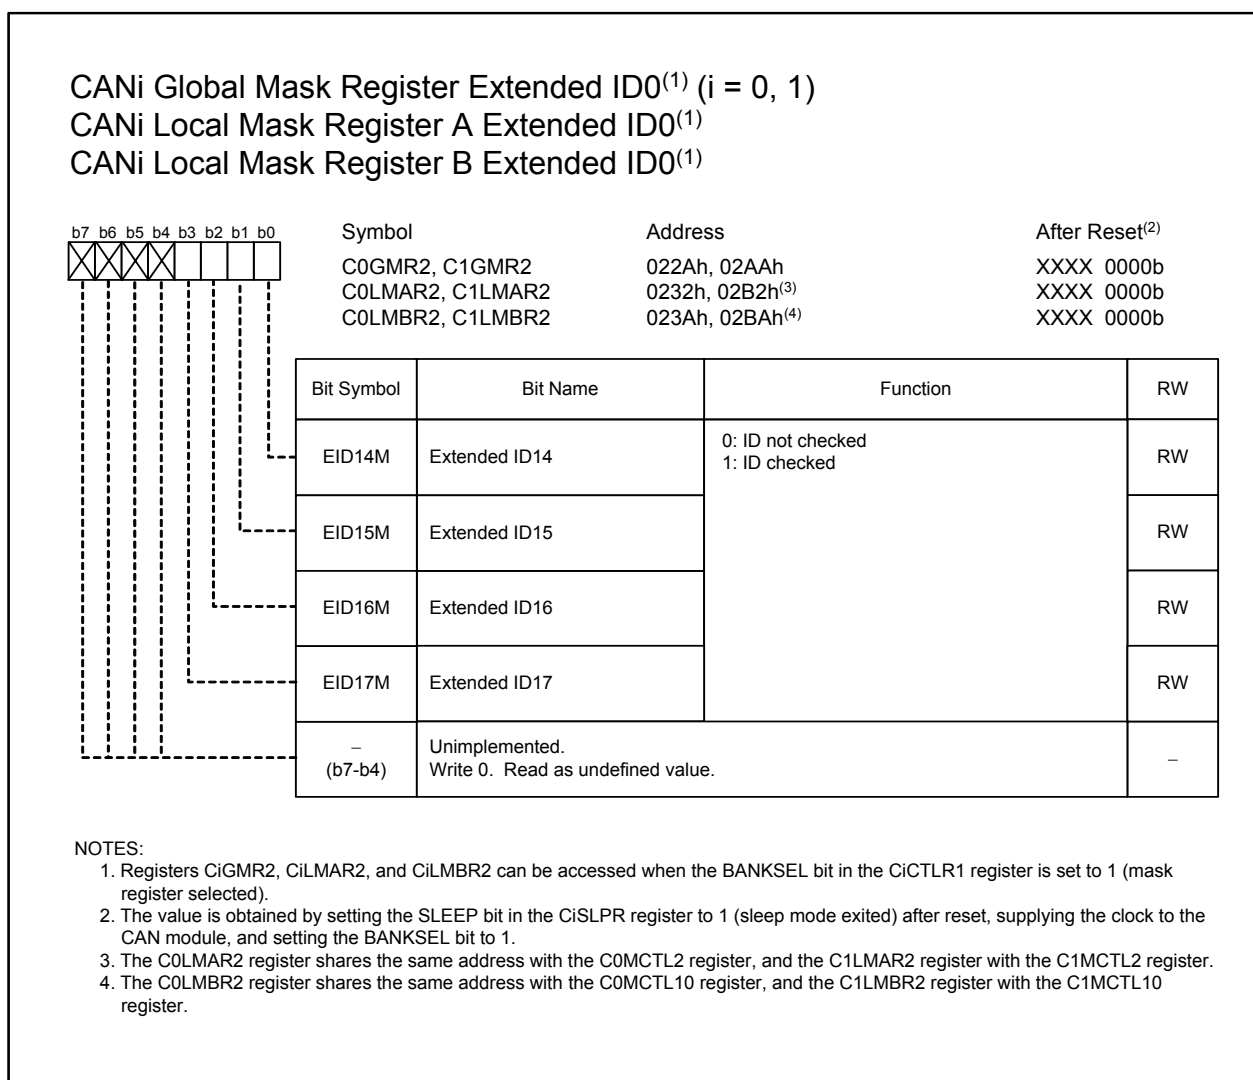 CANi Global Mask Register Extended ID0(1) (i = 0, 1)
CANi Local Mask Register A Extended ID0(1)
CANi Local Mask Register B Extended ID0(1)
b7 b6 b5 b4 b3 b2 b1 b0
Symbol Address After Reset(2)
C0GMR2, C1GMR2 022Ah, 02AAh XXXX 0000b
C0LMAR2, C1LMAR2 0232h, 02B2h(3) XXXX 0000b
C0LMBR2, C1LMBR2 023Ah, 02BAh(4) XXXX 0000b
Bit Symbol Bit Name Function RW
EID14M Extended ID14 0: ID not checked
1: ID checked RW
EID15M Extended ID15 RW
EID16M Extended ID16 RW
EID17M Extended ID17 RW
– Unimplemented.
(b7-b4) Write 0. Read as undefined value. –
NOTES:
1. Registers CiGMR2, CiLMAR2, and CiLMBR2 can be accessed when the BANKSEL bit in the CiCTLR1 register is set to 1 (mask
register selected).
2. The value is obtained by setting the SLEEP bit in the CiSLPR register to 1 (sleep mode exited) after reset, supplying the clock to the
CAN module, and setting the BANKSEL bit to 1.
3. The C0LMAR2 register shares the same address with the C0MCTL2 register, and the C1LMAR2 register with the C1MCTL2 register.
4. The C0LMBR2 register shares the same address with the C0MCTL10 register, and the C1LMBR2 register with the C1MCTL10
register.